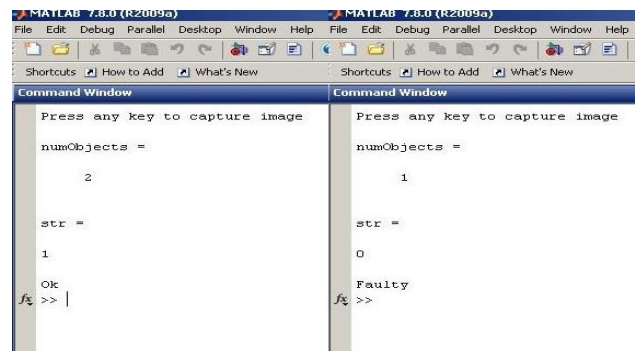 MATLAB 7.8.0 (R2009a)
File Edit Debug Parallel Desktop Window Help
Shortcuts How to Add What's New
Command Window
Press any key to capture image
numObjects =
2
str =
1
Ok
fx >>
MATLAB 7.8.0 (R2009a)
File Edit Debug Parallel Desktop Window Help
Shortcuts How to Add What's New
Command Window
Press any key to capture image
numObjects =
1
str =
0
Faulty
fx >>